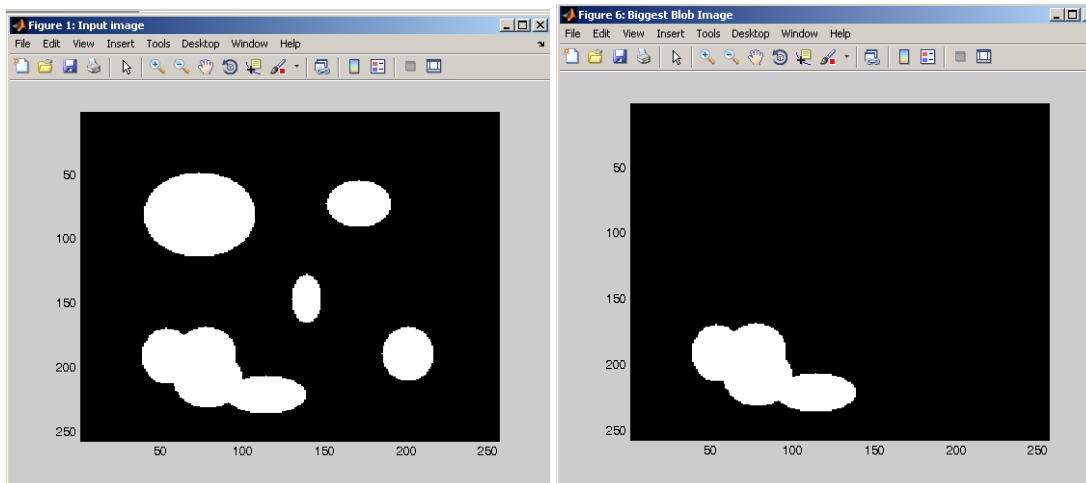 Figure 1: Input image
File Edit View Insert Tools Desktop Window Help
50
100
150
200
250
50 100 150 200 250
Figure 6: Biggest Blob Image
File Edit View Insert Tools Desktop Window Help
50
100
150
200
250
50 100 150 200 250